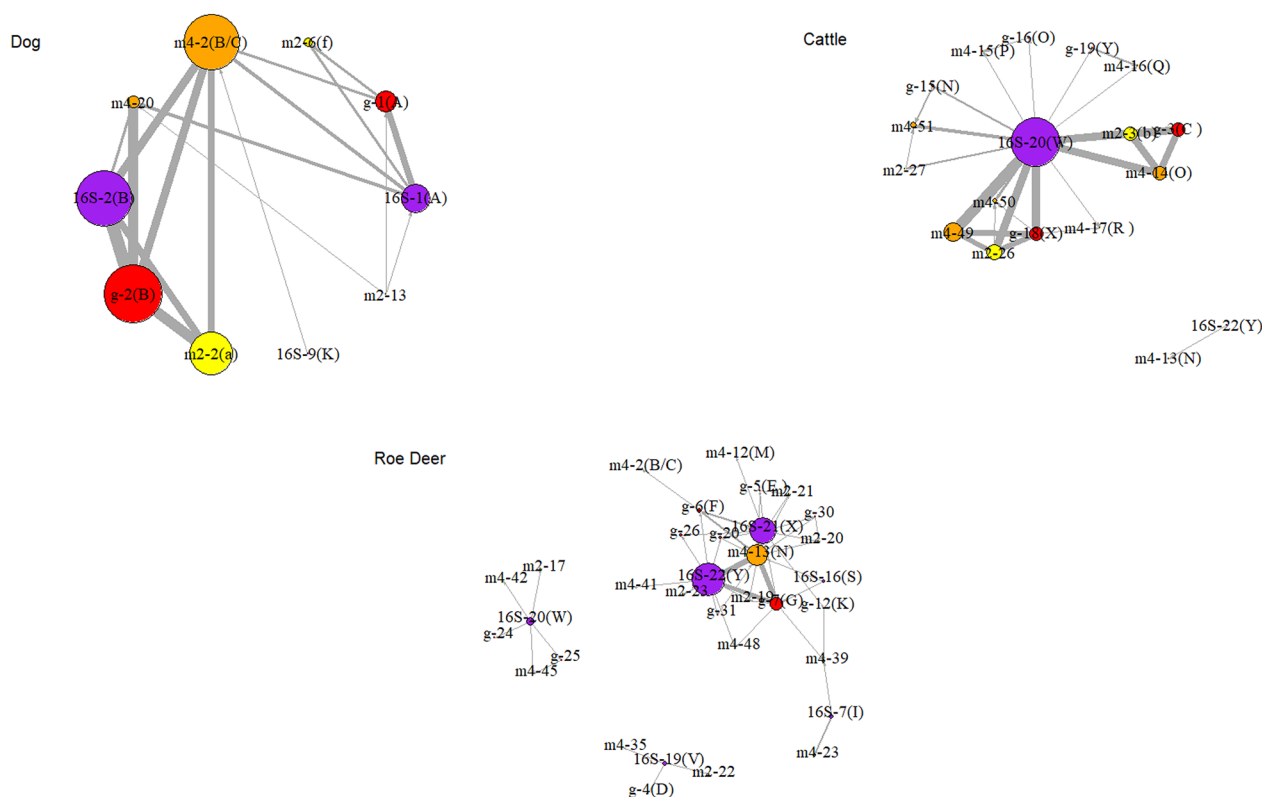 Dog
m4-2(B/C)
m2-6(f)
m4-20
g-1(A)
16S-2(B)
16S-1(A)
g-2(B)
m2-13
m2-2(a)
16S-9(K)
Cattle
g-16(O)
m4-15(P)
g-19(Y)
m4-16(Q)
g-15(N)
m4-51
16S-20(W)
m2-3(b)
g-3(C )
m2-27
m4-14(O)
m4-50
m4-49
g-18(X)
m4-17(R )
m2-26
16S-22(Y)
m4-13(N)
Roe Deer
m4-12(M)
m4-2(B/C)
g-5(E )
m2-21
g-6(F)
g-30
16S-21(X)
g-26
g-20
m2-20
m4-13(N)
16S-22(Y)
16S-16(S)
m4-41
m2-23
m2-19
g-7(G)
g-12(K)
g-31
m4-48
m4-39
m2-17
m4-42
16S-20(W)
g-24
g-25
m4-45
16S-7(I)
m4-23
m4-35
16S-19(V)
m2-22
g-4(D)